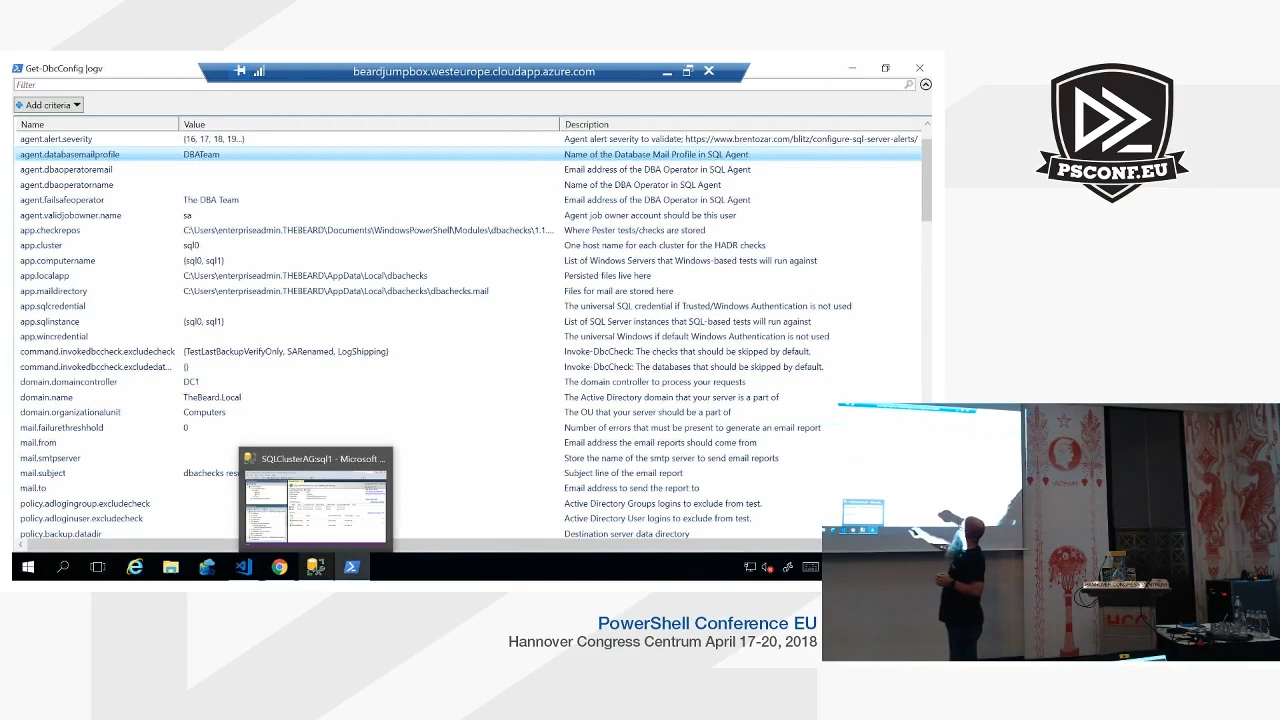 Get-DbcConfig |ogv
beardjumpbox.westeurope.cloudapp.azure.com
Filter
Add criteria
Name Value Description
agent.alert.severity {16, 17, 18, 19...} Agent alert severity to validate; https://www.brentozar.com/blitz/configure-sql-server-alerts/
agent.databasemailprofile DBATeam Name of the Database Mail Profile in SQL Agent
agent.dbaoperatoremail Email address of the DBA Operator in SQL Agent
agent.dbaoperatorname Name of the DBA Operator in SQL Agent
agent.failsafeoperator The DBA Team Email address of the DBA Operator in SQL Agent
agent.validjobowner.name sa Agent job owner account should be this user
app.checkrepos C:\Users\enterpriseadmin.THEBEARD\Documents\WindowsPowerShell\Modules\dbachecks\1.1.... Where Pester tests/checks are stored
app.cluster sql0 One host name for each cluster for the HADR checks
app.computername {sql0, sql1} List of Windows Servers that Windows-based tests will run against
app.localapp C:\Users\enterpriseadmin.THEBEARD\AppData\Local\dbachecks Persisted files live here
app.maildirectory C:\Users\enterpriseadmin.THEBEARD\AppData\Local\dbachecks\dbachecks.mail Files for mail are stored here
app.sqlcredential The universal SQL credential if Trusted/Windows Authentication is not used
app.sqlinstance {sql0, sql1} List of SQL Server instances that SQL-based tests will run against
app.wincredential The universal Windows if default Windows Authentication is not used
command.invokedbccheck.excludecheck {TestLastBackupVerifyOnly, SARenamed, LogShipping} Invoke-DbcCheck: The checks that should be skipped by default.
command.invokedbccheck.excludedat... {} Invoke-DbcCheck: The databases that should be skipped by default.
domain.domaincontroller DC1 The domain controller to process your requests
domain.name TheBeard.Local The Active Directory domain that your server is a part of
domain.organizationalunit Computers The OU that your server should be a part of
mail.failurethreshhold 0 Number of errors that must be present to generate an email report
mail.from Email address the email reports should come from
mail.smtpserver Store the name of the smtp server to send email reports
mail.subject dbachecks res Subject line of the email report
mail.to Email address to send the report to
policy.adlogingroup.excludecheck Active Directory Groups logins to exclude from test.
policy.adloginuser.excludecheck Active Directory User logins to exclude from test.
policy.backup.datadir Destination server data directory
SQLClusterAG:sql1 - Microsoft ...
PSCONF.EU
HANNOVER CONGRESS CENTRUM
HCC
PowerShell Conference EU
Hannover Congress Centrum April 17-20, 2018